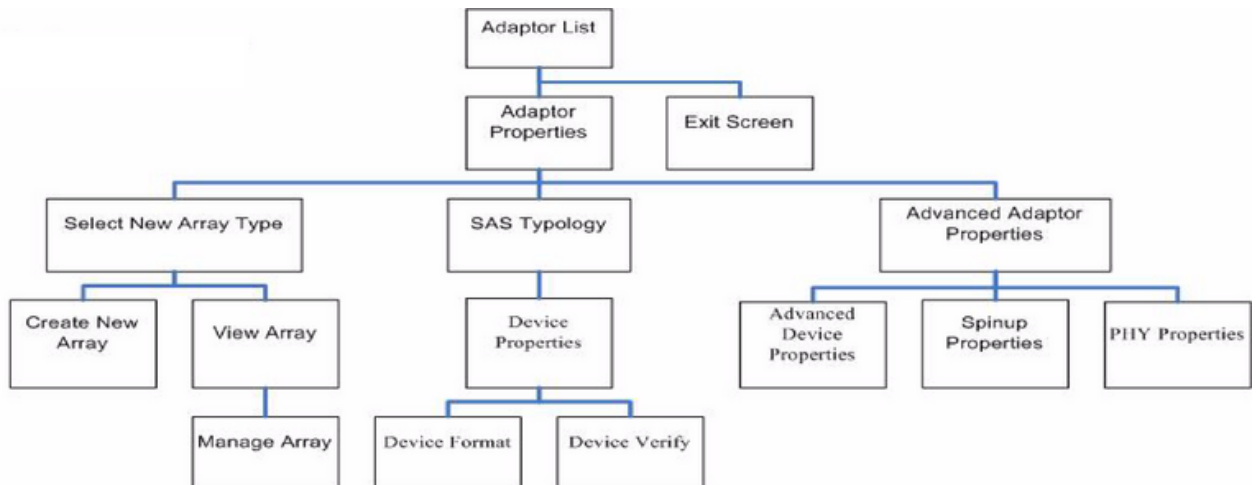 Adaptor List
Adaptor
Properties
Exit Screen
Select New Array Type
SAS Typology
Advanced Adaptor
Properties
Create New
Array
View Array
Device
Properties
Advanced
Device
Properties
Spinup
Properties
PHY Properties
Manage Array
Device Format
Device Verify